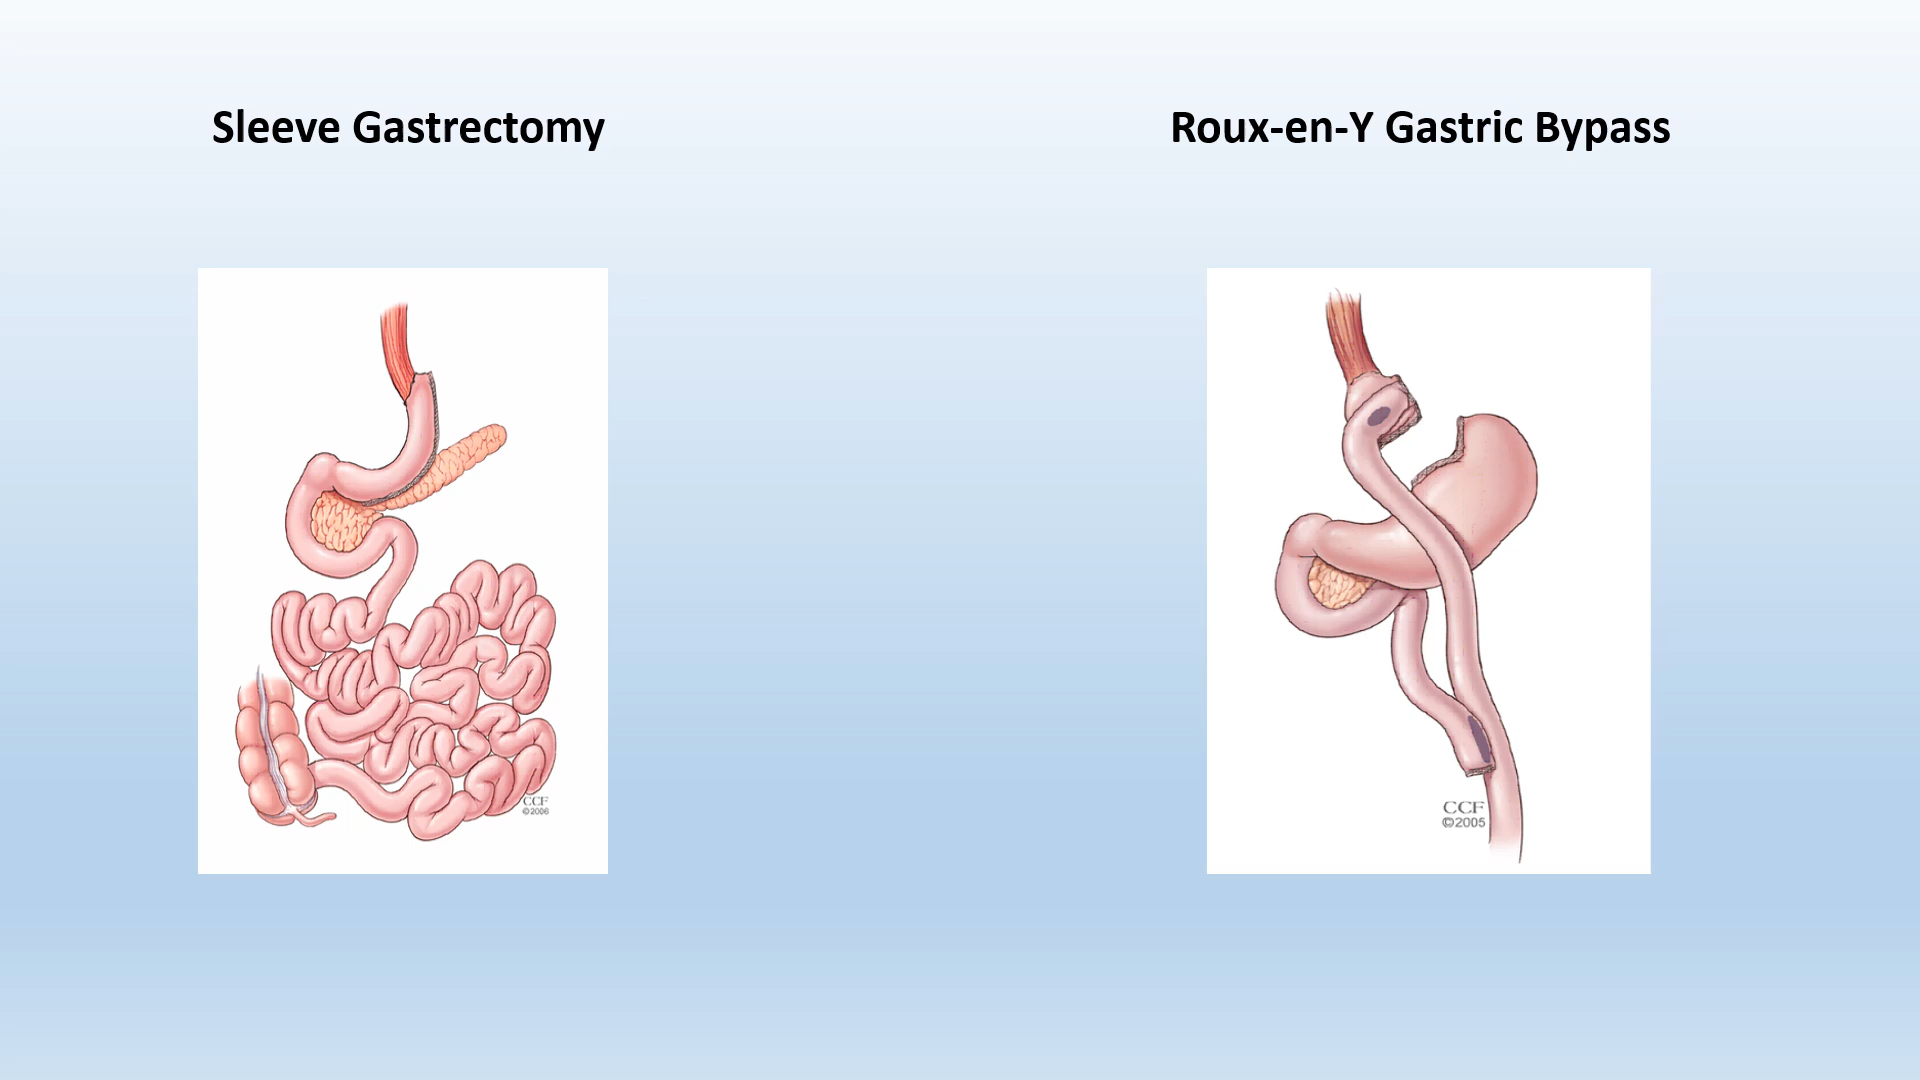 Sleeve Gastrectomy
Roux-en-Y Gastric Bypass
CCF
©2006
CCF
©2005